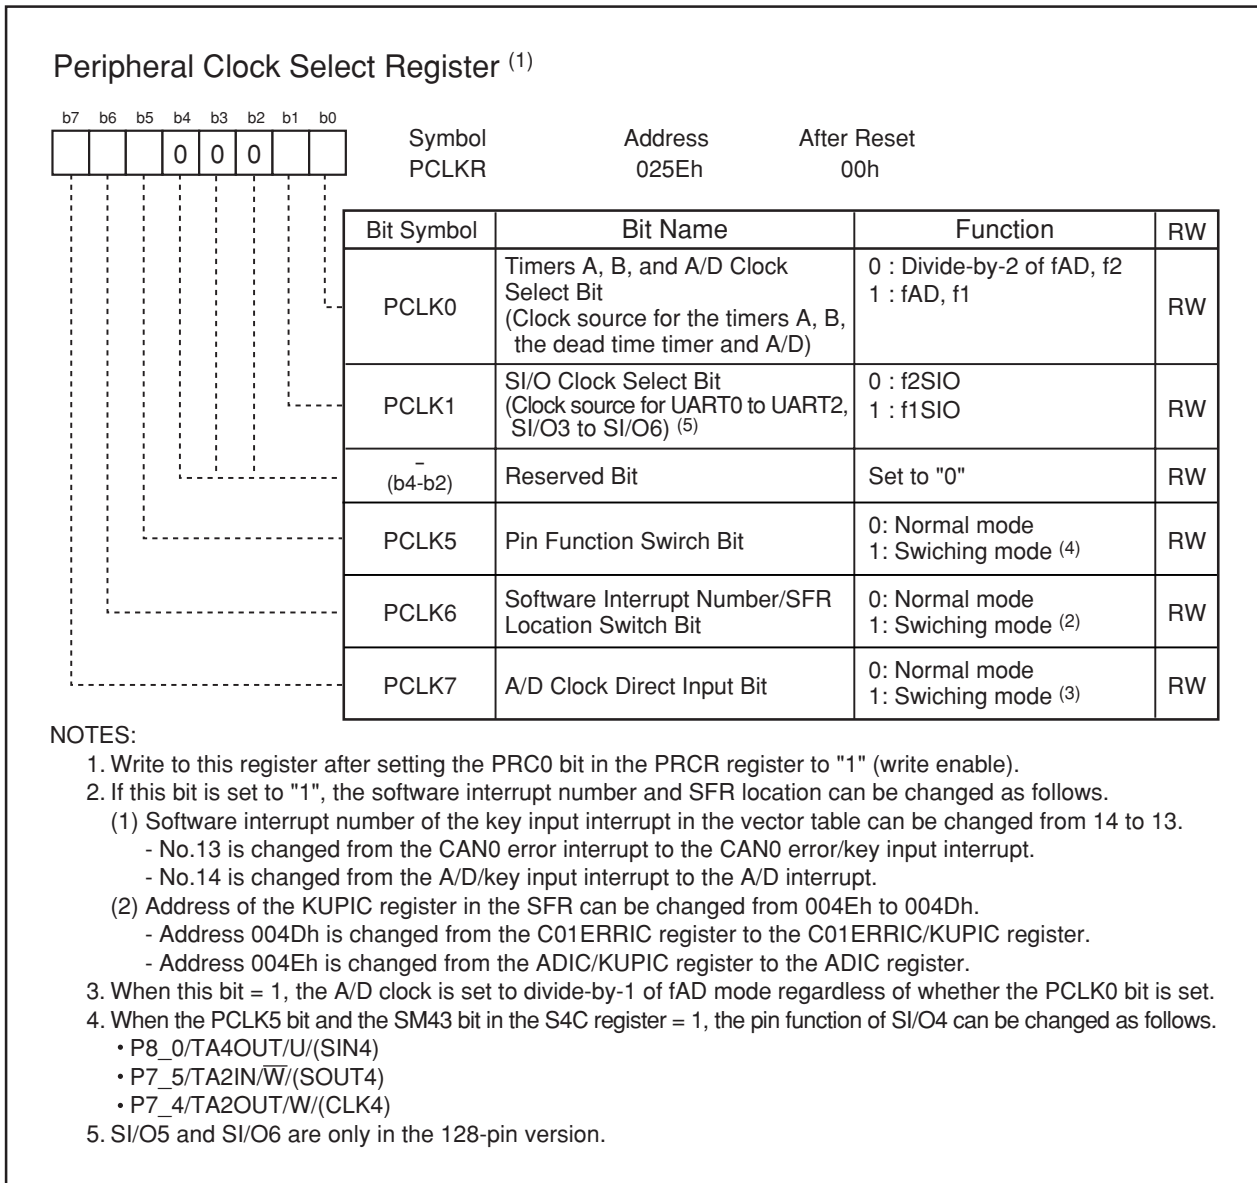 Peripheral Clock Select Register (1)
b7 b6 b5 b4 b3 b2 b1 b0
0 0 0
Symbol Address After Reset
PCLKR 025Eh 00h
Bit Symbol Bit Name Function RW
PCLK0
Timers A, B, and A/D Clock
Select Bit
(Clock source for the timers A, B,
the dead time timer and A/D)
0 : Divide-by-2 of fAD, f2
1 : fAD, f1
RW
PCLK1
SI/O Clock Select Bit
(Clock source for UART0 to UART2,
SI/O3 to SI/O6) (5)
0 : f2SIO
1 : f1SIO
RW
–
(b4-b2)
Reserved Bit
Set to "0"
RW
PCLK5
Pin Function Swirch Bit
0: Normal mode
1: Swiching mode (4)
RW
PCLK6
Software Interrupt Number/SFR
Location Switch Bit
0: Normal mode
1: Swiching mode (2)
RW
PCLK7
A/D Clock Direct Input Bit
0: Normal mode
1: Swiching mode (3)
RW
NOTES:
1. Write to this register after setting the PRC0 bit in the PRCR register to "1" (write enable).
2. If this bit is set to "1", the software interrupt number and SFR location can be changed as follows.
(1) Software interrupt number of the key input interrupt in the vector table can be changed from 14 to 13.
- No.13 is changed from the CAN0 error interrupt to the CAN0 error/key input interrupt.
- No.14 is changed from the A/D/key input interrupt to the A/D interrupt.
(2) Address of the KUPIC register in the SFR can be changed from 004Eh to 004Dh.
- Address 004Dh is changed from the C01ERRIC register to the C01ERRIC/KUPIC register.
- Address 004Eh is changed from the ADIC/KUPIC register to the ADIC register.
3. When this bit = 1, the A/D clock is set to divide-by-1 of fAD mode regardless of whether the PCLK0 bit is set.
4. When the PCLK5 bit and the SM43 bit in the S4C register = 1, the pin function of SI/O4 can be changed as follows.
• P8_0/TA4OUT/U/(SIN4)
• P7_5/TA2IN/W̅/(SOUT4)
• P7_4/TA2OUT/W/(CLK4)
5. SI/O5 and SI/O6 are only in the 128-pin version.